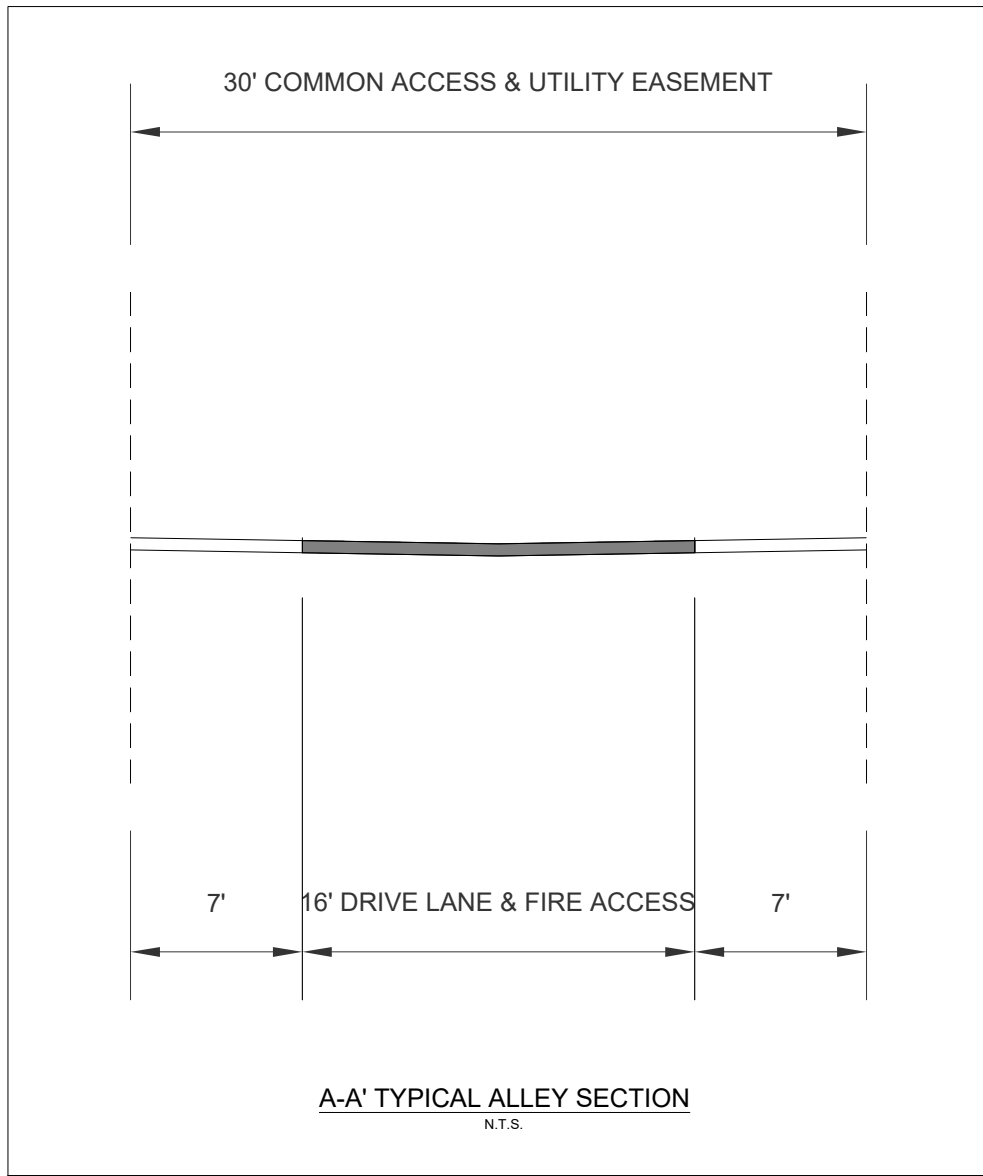 30' COMMON ACCESS & UTILITY EASEMENT
7' 16' DRIVE LANE & FIRE ACCESS 7'
A-A' TYPICAL ALLEY SECTION
N.T.S.